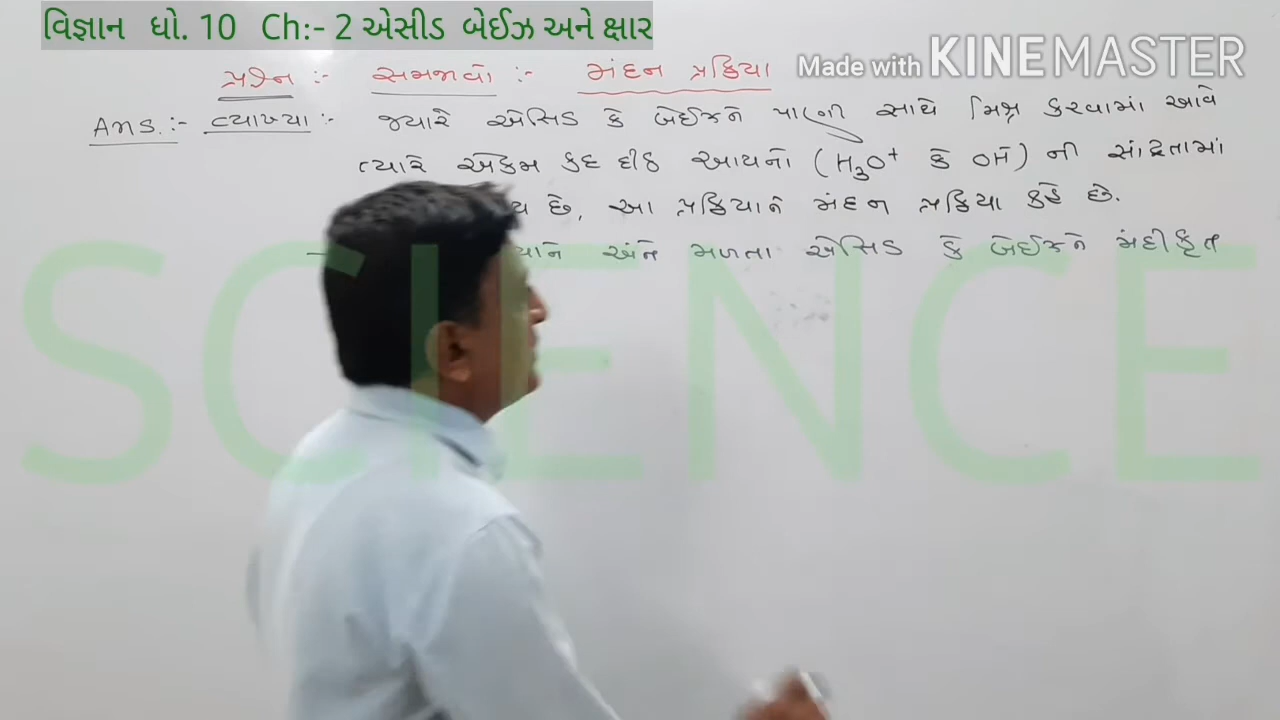 વિજ્ઞાન ધો. 10 Ch:- 2 એસીડ બેઈઝ અને ક્ષાર
Made with KINEMASTER
પ્રશ્ન :- સમજાવો :- મંદન પ્રક્રિયા
Ans.:- વ્યાખ્યા :- જ્યારે એસિડ કે બેઈઝને પાણી સાથે મિશ્ર કરવામાં આવે
ત્યારે એકમ કદ દીઠ આયનો (H₃O⁺ કે OH⁻) ની સાંદ્રતામાં
છે, આ પ્રક્રિયાને મંદન પ્રક્રિયા કહે છે.
અંતે મળતા એસિડ કે બેઈઝને મંદીકૃત
SCIENCE